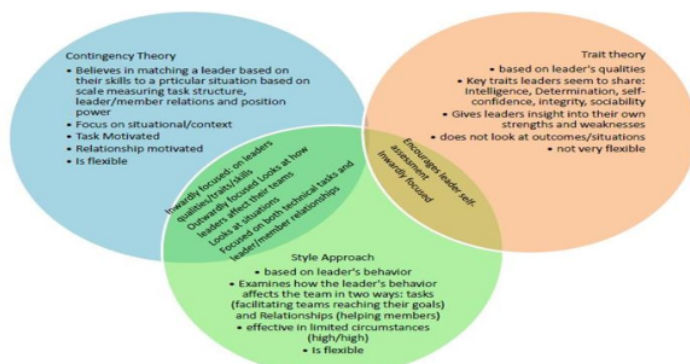 Contingency Theory
• Believes in matching a leader based on
their skills to a prticular situation based on
scale measuring task structure,
leader/member relations and position
power
• Focus on situational/context
• Task Motivated
• Relationship motivated
• Is flexible
Trait theory
• based on leader's qualities
• Key traits leaders seem to share:
Intelligence, Determination, self-
confidence, integrity, sociability
• Gives leaders insight into their own
strengths and weaknesses
• does not look at outcomes/situations
• not very flexible
Inwardly focused: on leaders
qualities/traits/skills
Outwardly focused Looks at how
leaders affect their teams
Looks at situations
Focused on both technical tasks and
leader/member relationships
Encourages leader self-
assessment
Inwardly focused
Style Approach
• based on leader's behavior
• Examines how the leader's behavior
affects the team in two ways: tasks
(facilitating teams reaching their goals)
and Relationships (helping members)
• effective in limited circumstances
(high/high)
• Is flexible